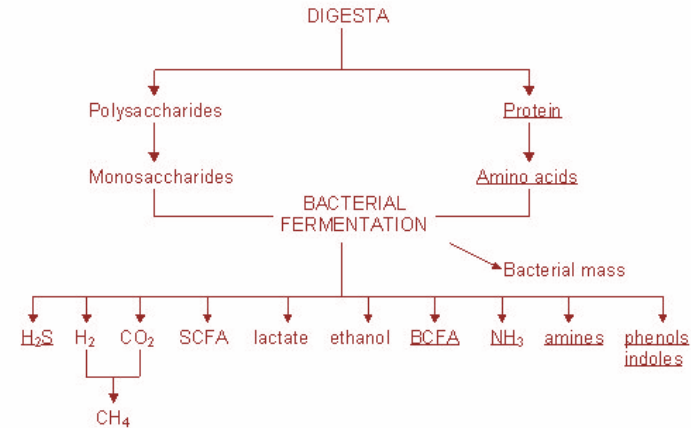 DIGESTA
Polysaccharides
Protein
Monosaccharides
Amino acids
BACTERIAL
FERMENTATION
Bacterial mass
H₂S
H₂
CO₂
SCFA
lactate
ethanol
BCFA
NH₃
amines
phenols
indoles
CH₄